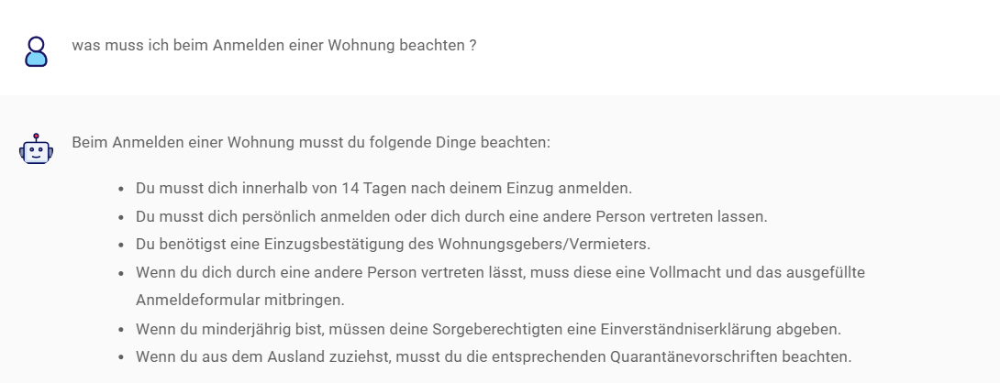 was muss ich beim Anmelden einer Wohnung beachten ?
Beim Anmelden einer Wohnung musst du folgende Dinge beachten:
• Du musst dich innerhalb von 14 Tagen nach deinem Einzug anmelden.
• Du musst dich persönlich anmelden oder dich durch eine andere Person vertreten lassen.
• Du benötigst eine Einzugsbestätigung des Wohnungsgebers/Vermieters.
• Wenn du dich durch eine andere Person vertreten lässt, muss diese eine Vollmacht und das ausgefüllte
Anmeldeformular mitbringen.
• Wenn du minderjährig bist, müssen deine Sorgeberechtigten eine Einverständniserklärung abgeben.
• Wenn du aus dem Ausland zuziehst, musst du die entsprechenden Quarantänevorschriften beachten.